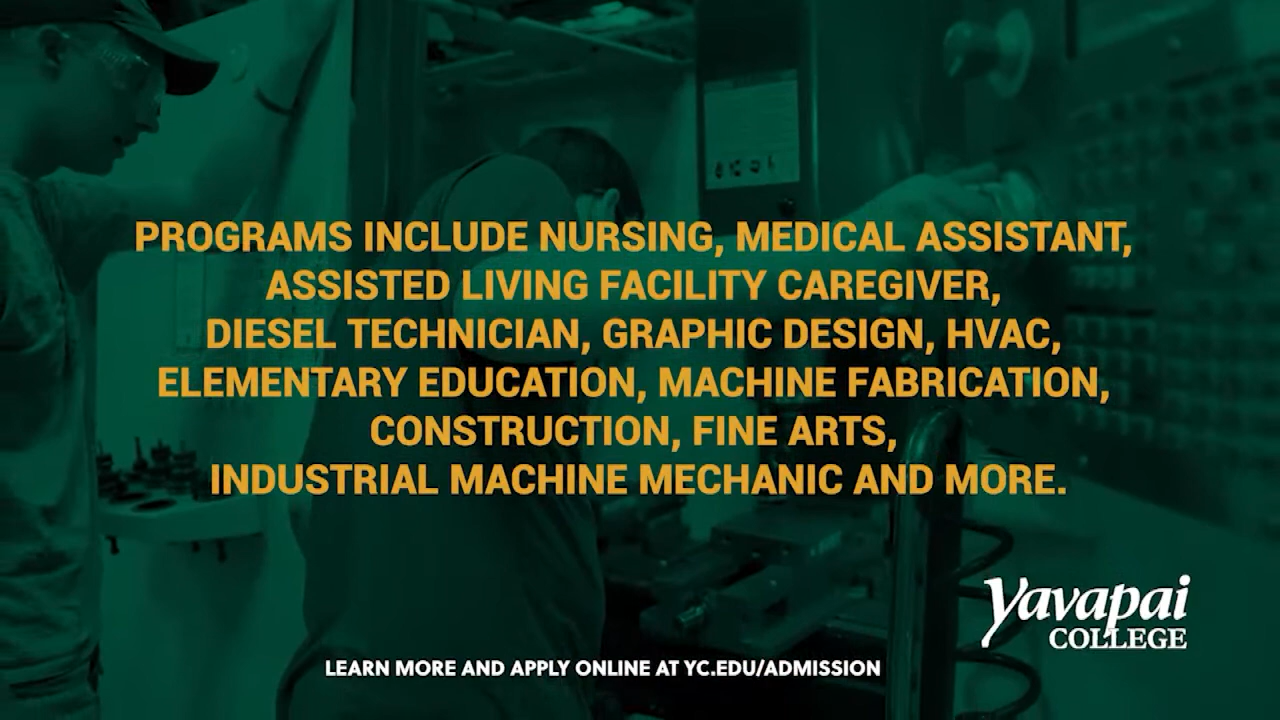 PROGRAMS INCLUDE NURSING, MEDICAL ASSISTANT,
ASSISTED LIVING FACILITY CAREGIVER,
DIESEL TECHNICIAN, GRAPHIC DESIGN, HVAC,
ELEMENTARY EDUCATION, MACHINE FABRICATION,
CONSTRUCTION, FINE ARTS,
INDUSTRIAL MACHINE MECHANIC AND MORE.
Yavapai
COLLEGE
LEARN MORE AND APPLY ONLINE AT YC.EDU/ADMISSION